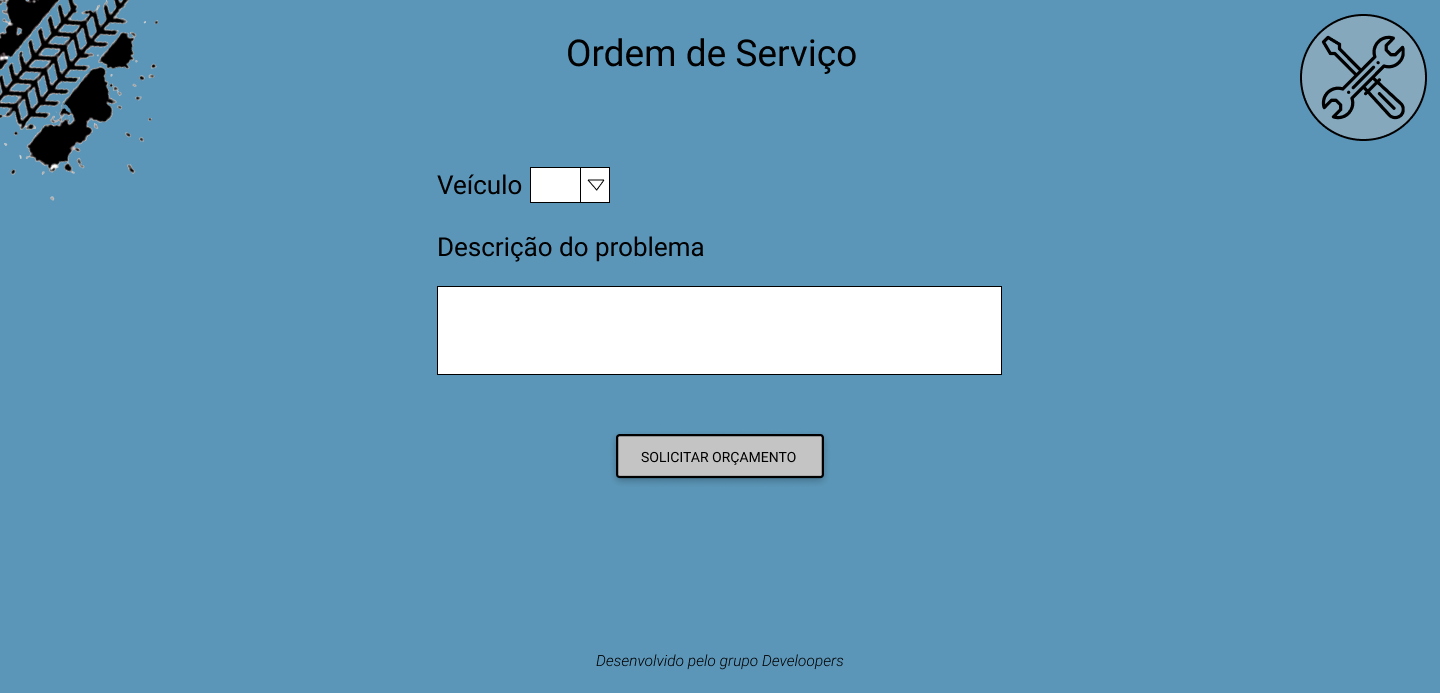 Ordem de Serviço
Veículo
Descrição do problema
SOLICITAR ORÇAMENTO
Desenvolvido pelo grupo Develoopers